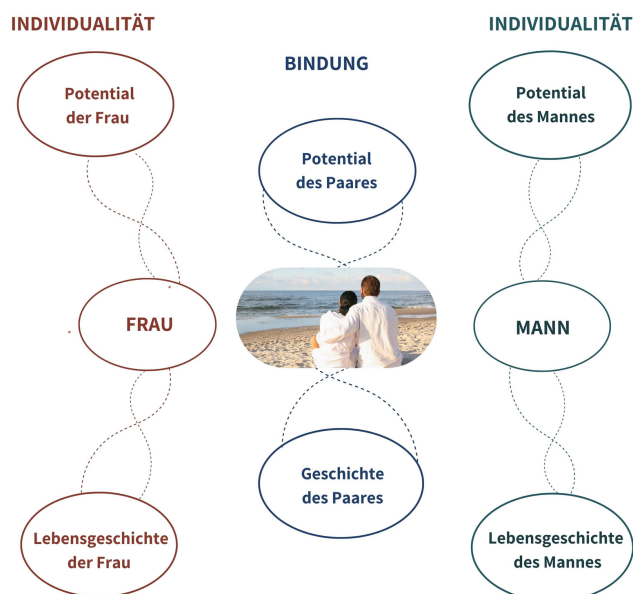 INDIVIDUALITÄT
Potential
der Frau
FRAU
Lebensgeschichte
der Frau
BINDUNG
Potential
des Paares
Geschichte
des Paares
INDIVIDUALITÄT
Potential
des Mannes
MANN
Lebensgeschichte
des Mannes